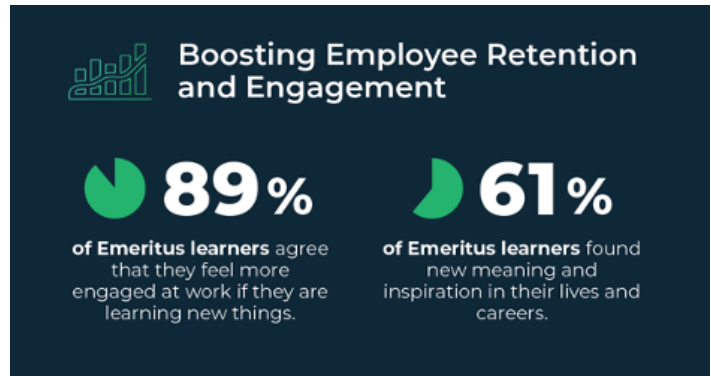 Boosting Employee Retention
and Engagement
89%
of Emeritus learners agree
that they feel more
engaged at work if they are
learning new things.
61%
of Emeritus learners found
new meaning and
inspiration in their lives and
careers.